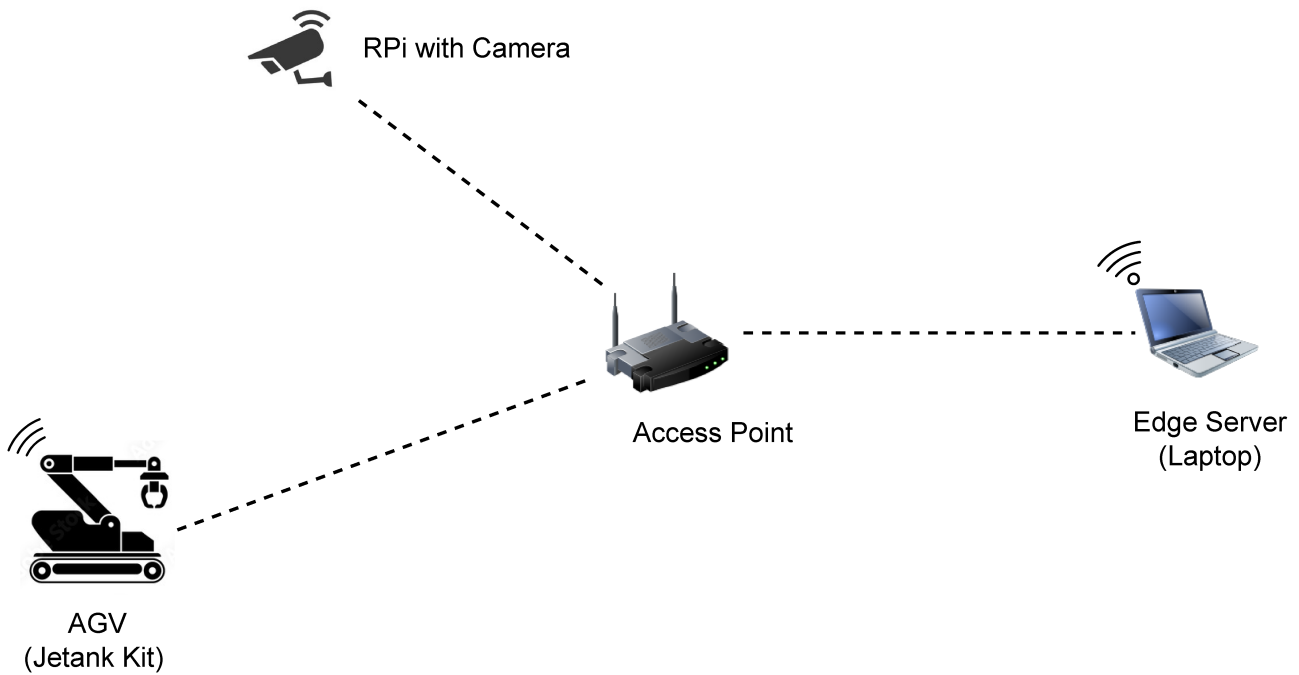 RPi with Camera
Access Point
Edge Server
(Laptop)
AGV
(Jetank Kit)